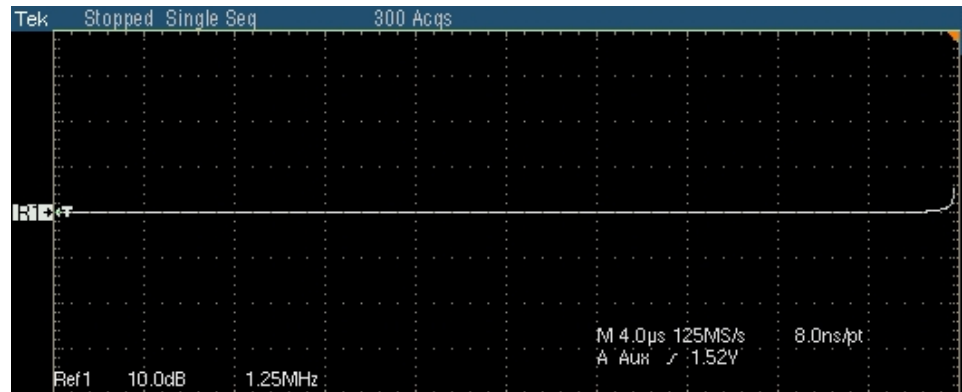 Tek Stopped Single Seq 300 Acqs
R1
T
M 4.0µs 125MS/s 8.0ns/pt
A Aux 1.52V
Ref1 10.0dB 1.25MHz